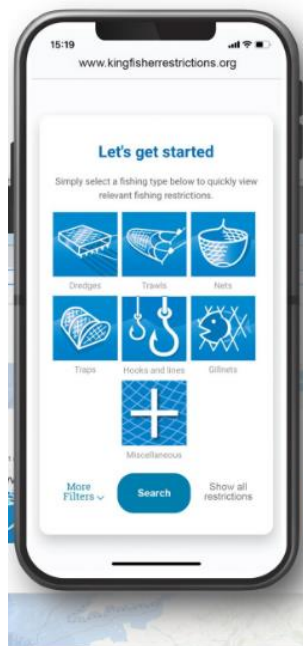 15:19
www.kingfisherrestrictions.org
Let's get started
Simply select a fishing type below to quickly view
relevant fishing restrictions.
Dredges Trawls Nets
Traps Hooks and lines Gillnets
Miscellaneous
More
Filters
Search
Show all
restrictions